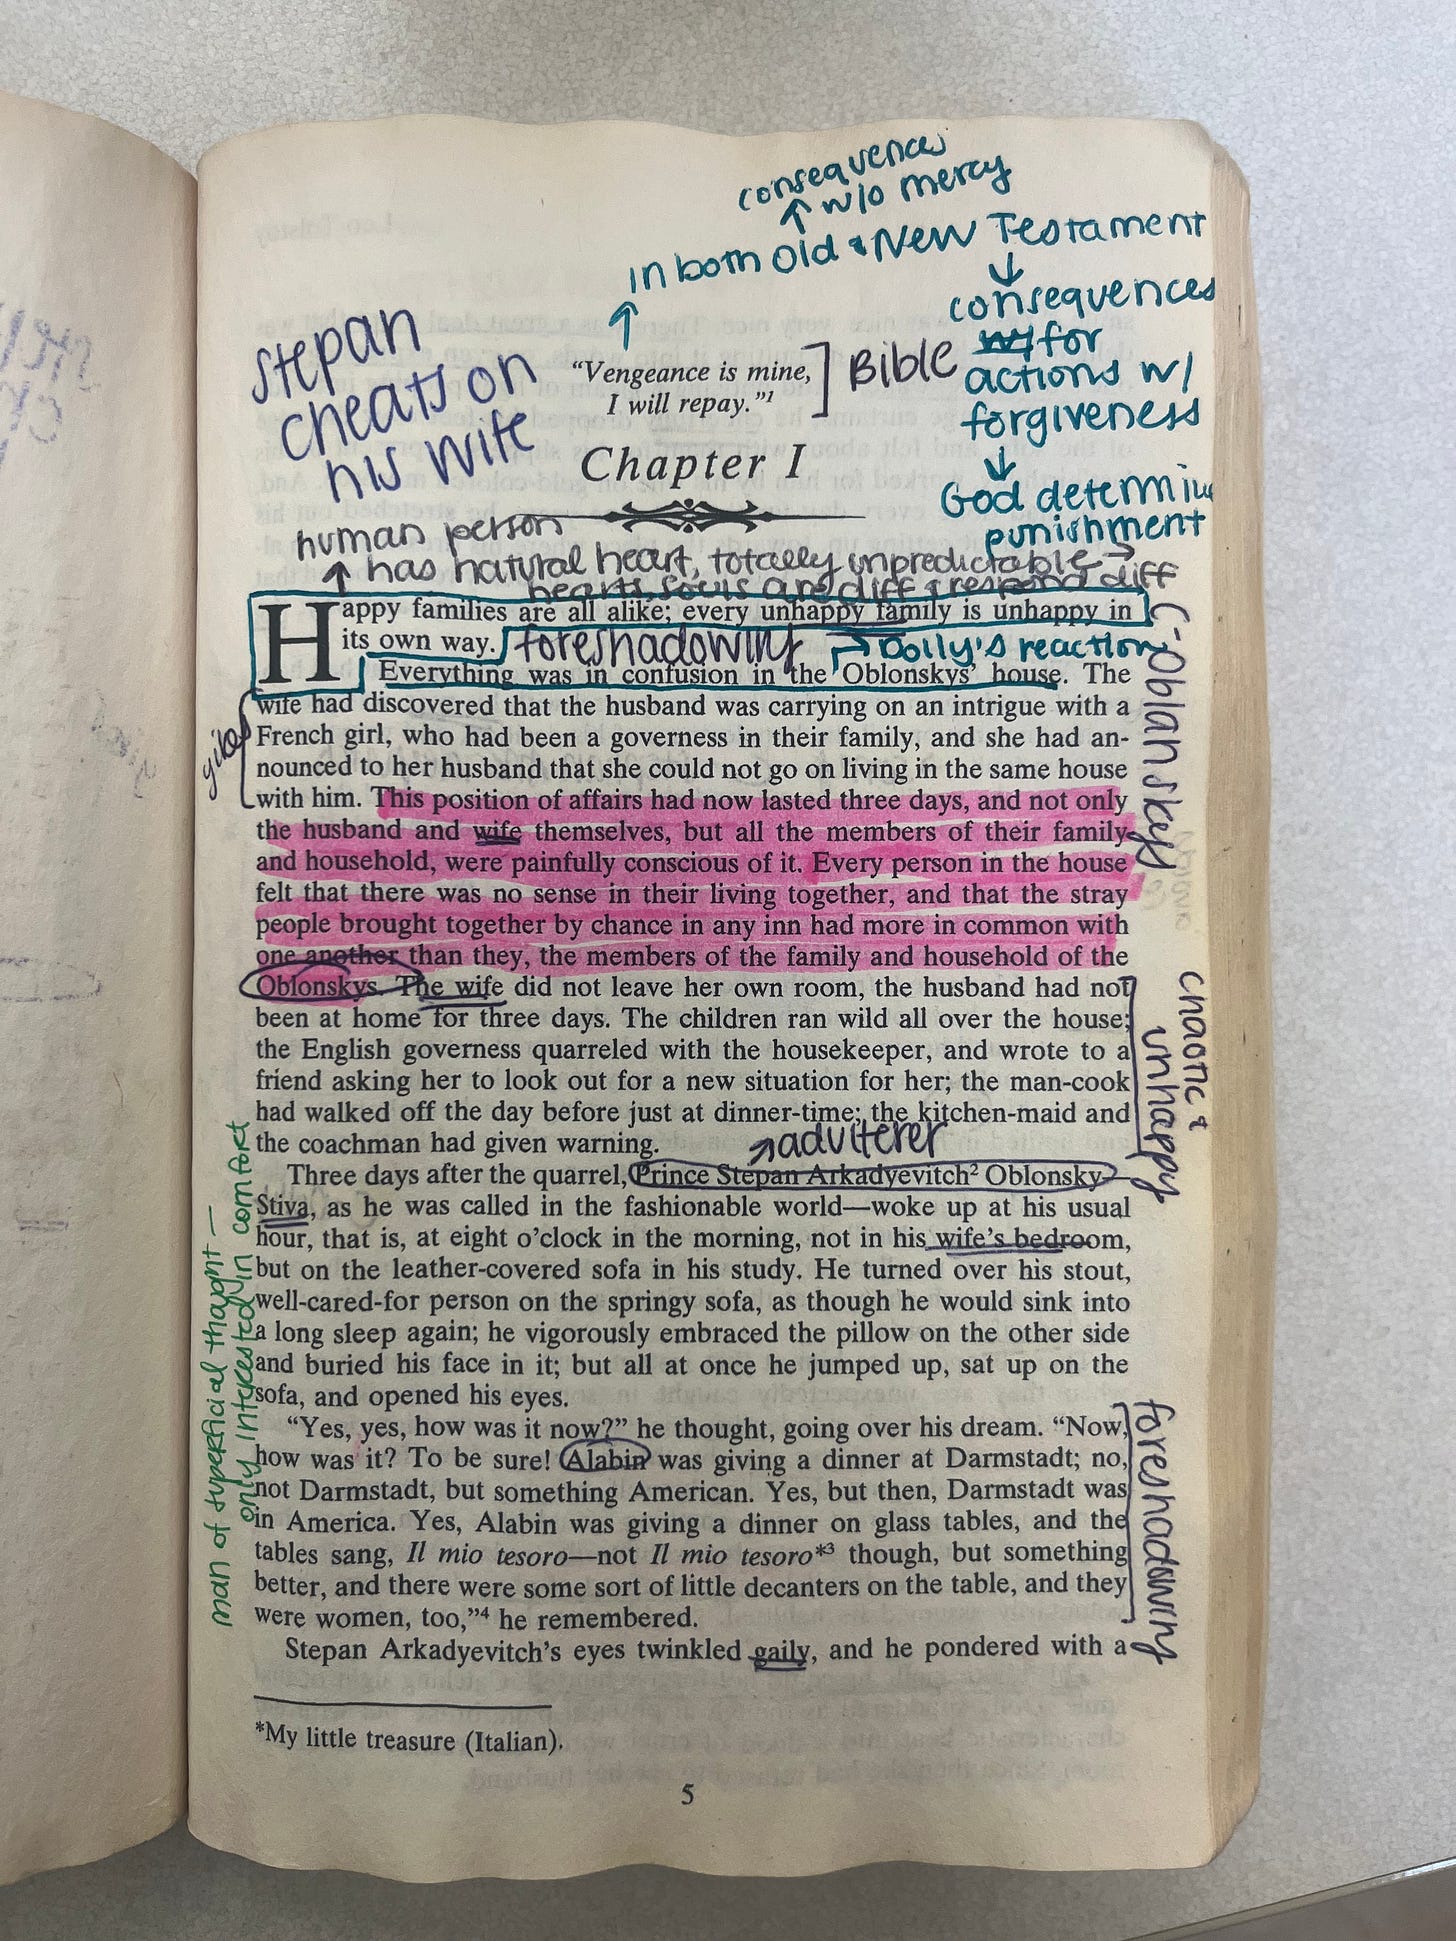 consequences
w/o mercy
in both Old & New Testament
consequences
for
actions w/
forgiveness
God determin
punishment
stepan
cheats on
his wife
“Vengeance is mine,
I will repay.”1
Bible
Chapter I
human person
has natural heart, totally unpredictable
hearts, souls are diff & respond diff
Happy families are all alike; every unhappy family is unhappy in
its own way.
foreshadowing
Dolly's reaction
Everything was in confusion in the Oblonskys’ house. The
wife had discovered that the husband was carrying on an intrigue with a
French girl, who had been a governess in their family, and she had an-
nounced to her husband that she could not go on living in the same house
with him. This position of affairs had now lasted three days, and not only
the husband and wife themselves, but all the members of their family
and household, were painfully conscious of it. Every person in the house
felt that there was no sense in their living together, and that the stray
people brought together by chance in any inn had more in common with
one another than they, the members of the family and household of the
Oblonskys. The wife did not leave her own room, the husband had not
been at home for three days. The children ran wild all over the house;
the English governess quarreled with the housekeeper, and wrote to a
friend asking her to look out for a new situation for her; the man-cook
had walked off the day before just at dinner-time; the kitchen-maid and
the coachman had given warning.
yikes
C-Oblanskys
chaotic &
unhappy
adulterer
Three days after the quarrel, Prince Stepan Arkadyevitch2 Oblonsky—
Stiva, as he was called in the fashionable world—woke up at his usual
hour, that is, at eight o’clock in the morning, not in his wife’s bedroom,
but on the leather-covered sofa in his study. He turned over his stout,
well-cared-for person on the springy sofa, as though he would sink into
a long sleep again; he vigorously embraced the pillow on the other side
and buried his face in it; but all at once he jumped up, sat up on the
sofa, and opened his eyes.
man of superficial thought —
only interested in comfort
“Yes, yes, how was it now?” he thought, going over his dream. “Now,
how was it? To be sure! Alabin was giving a dinner at Darmstadt; no,
not Darmstadt, but something American. Yes, but then, Darmstadt was
in America. Yes, Alabin was giving a dinner on glass tables, and the
tables sang, Il mio tesoro—not Il mio tesoro*3 though, but something
better, and there were some sort of little decanters on the table, and they
were women, too,”4 he remembered.
foreshadowing
Stepan Arkadyevitch’s eyes twinkled gaily, and he pondered with a
*My little treasure (Italian).
5